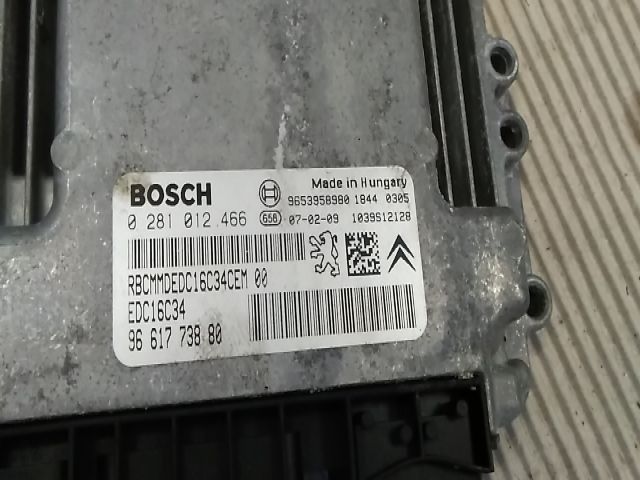 BOSCH
Made in Hungary
9653958980 1844 0305
0 281 012 466
658 07-02-09 1039S12128
RBCMMDEDC16C34CEM 00
EDC16C34
96 617 738 80